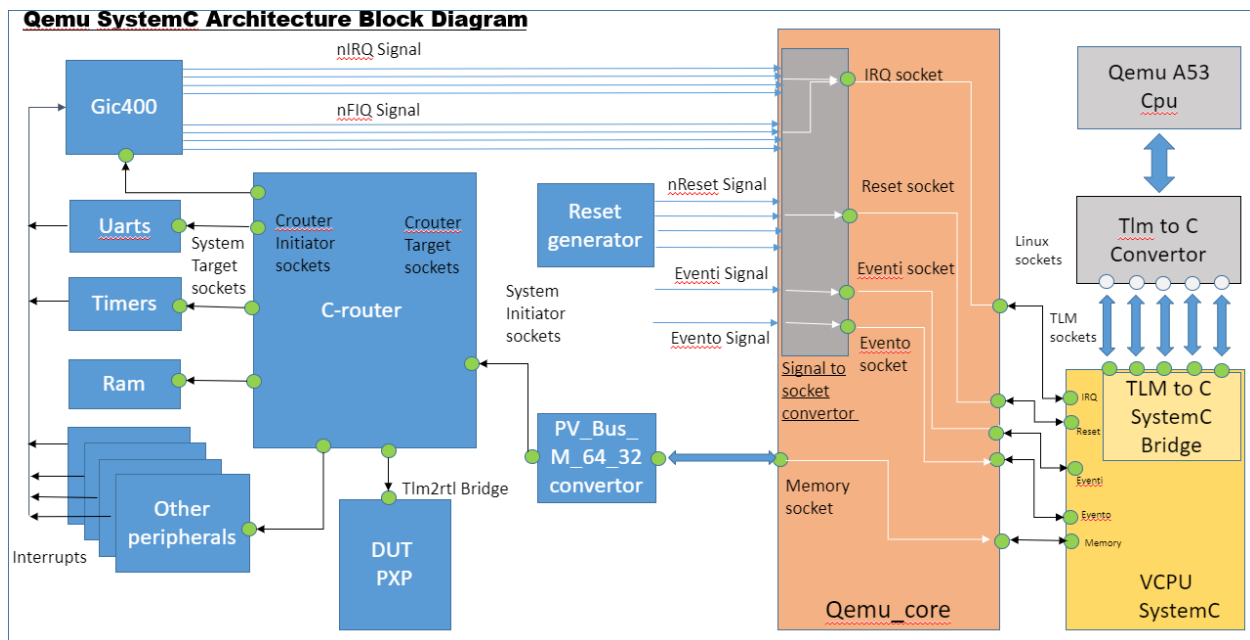 Qemu SystemC Architecture Block Diagram
nIRQ Signal
Gic400
nFIQ Signal
IRQ socket
Qemu A53
Cpu
Uarts
System
Target
sockets
Timers
Ram
Crouter
Initiator
sockets
Crouter
Target
sockets
C-router
Reset
generator
nReset Signal
Reset socket
Eventi Signal
Eventi socket
System
Initiator
sockets
Evento Signal
Evento
socket
Signal to
socket
convertor
Linux
sockets
Tlm to C
Convertor
TLM
sockets
TLM to C
SystemC
Bridge
IRQ
Reset
Eventi
Evento
Memory
VCPU
SystemC
PV_Bus_
M_64_32
convertor
Memory
socket
Qemu_core
Tlm2rtl Bridge
DUT
PXP
Other
peripherals
Interrupts